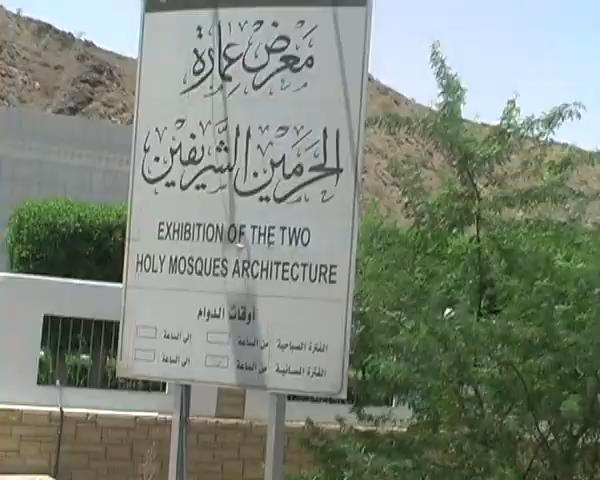 معرض عمارة
الحرمين الشريفين
EXHIBITION OF THE TWO
HOLY MOSQUES ARCHITECTURE
أوقات الدوام
الفترة الصباحية من الساعة إلى الساعة
الفترة المسائية من الساعة إلى الساعة